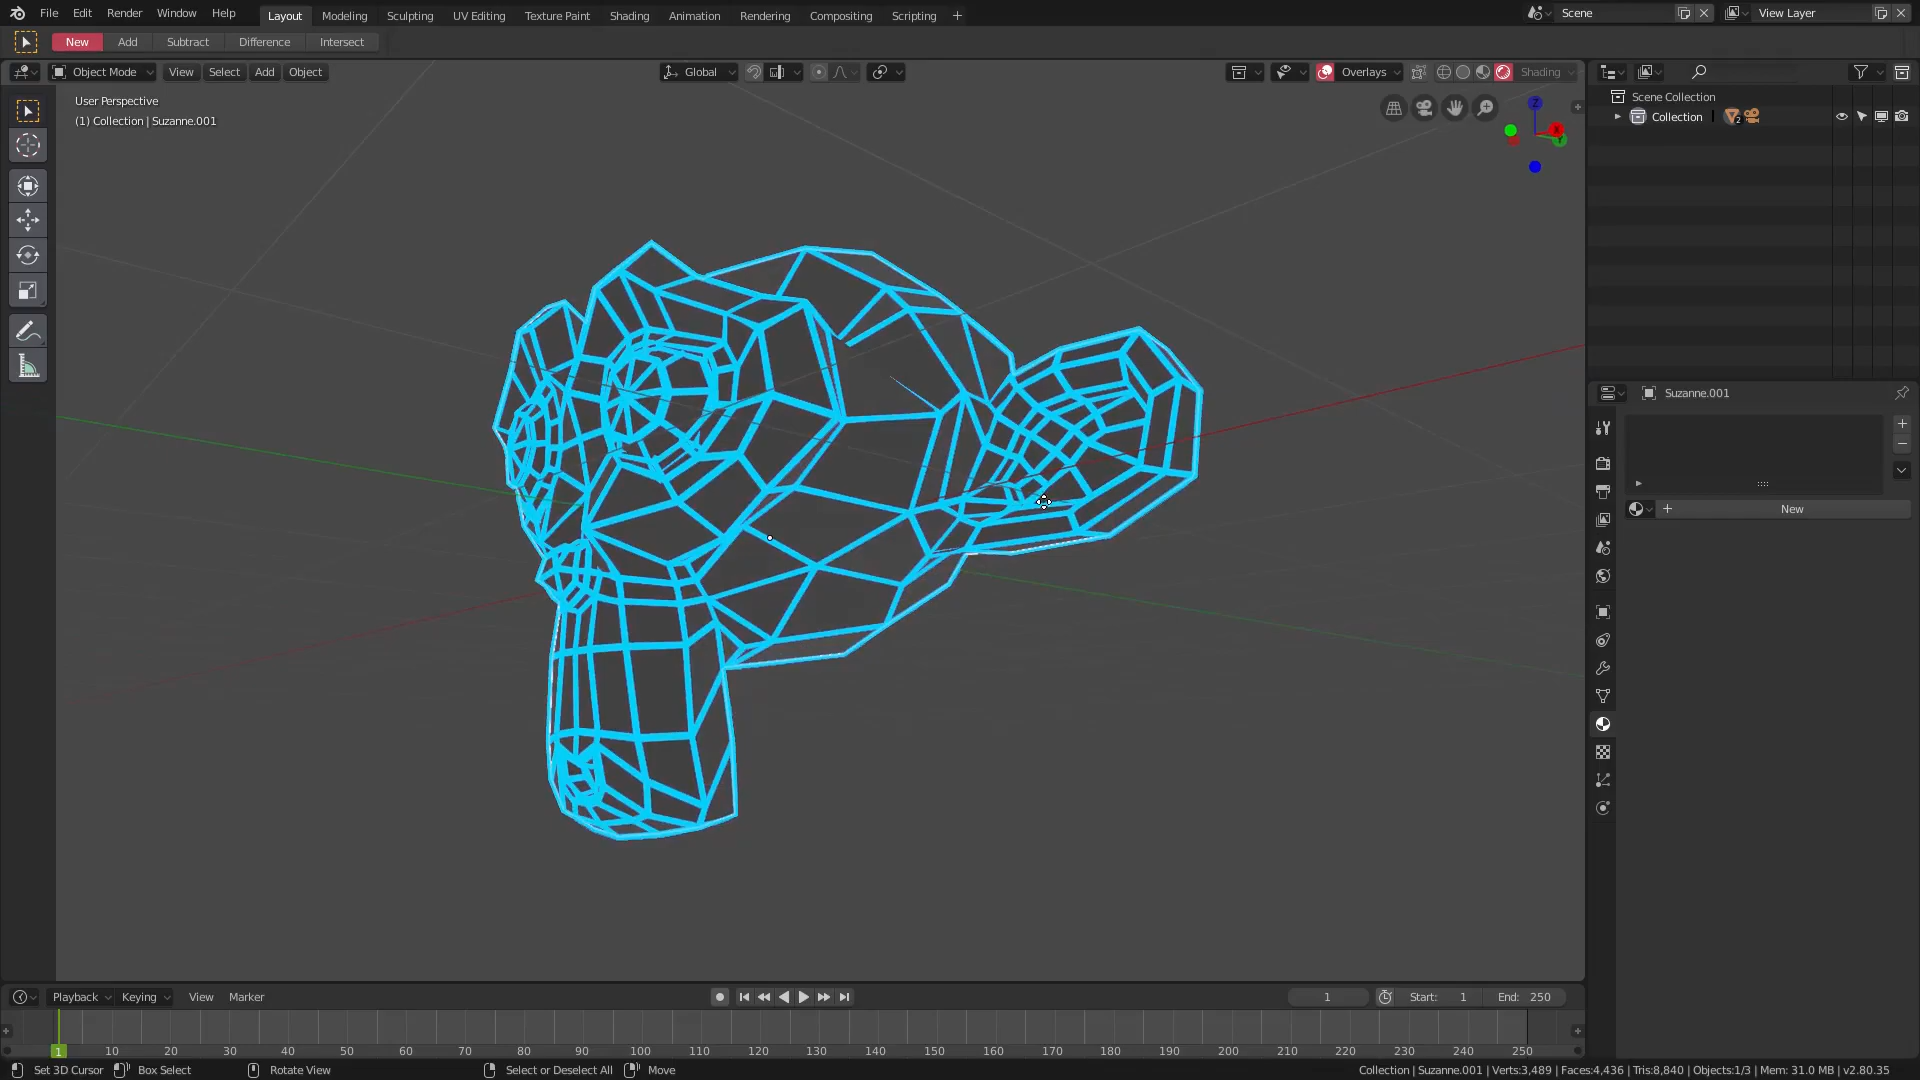 File Edit Render Window Help Layout Modeling Sculpting UV Editing Texture Paint Shading Animation Rendering Compositing Scripting + Scene View Layer
New Add Subtract Difference Intersect
Object Mode View Select Add Object Global Overlays Shading
User Perspective
(1) Collection | Suzanne.001
Z
X
Y
Scene Collection
Collection 2
Suzanne.001
New
Playback Keying View Marker 1 Start: 1 End: 250
1 10 20 30 40 50 60 70 80 90 100 110 120 130 140 150 160 170 180 190 200 210 220 230 240 250
Set 3D Cursor Box Select Rotate View Select or Deselect All Move Collection | Suzanne.001 | Verts:3,489 | Faces:4,436 | Tris:8,840 | Objects:1/3 | Mem: 31.0 MB | v2.80.35